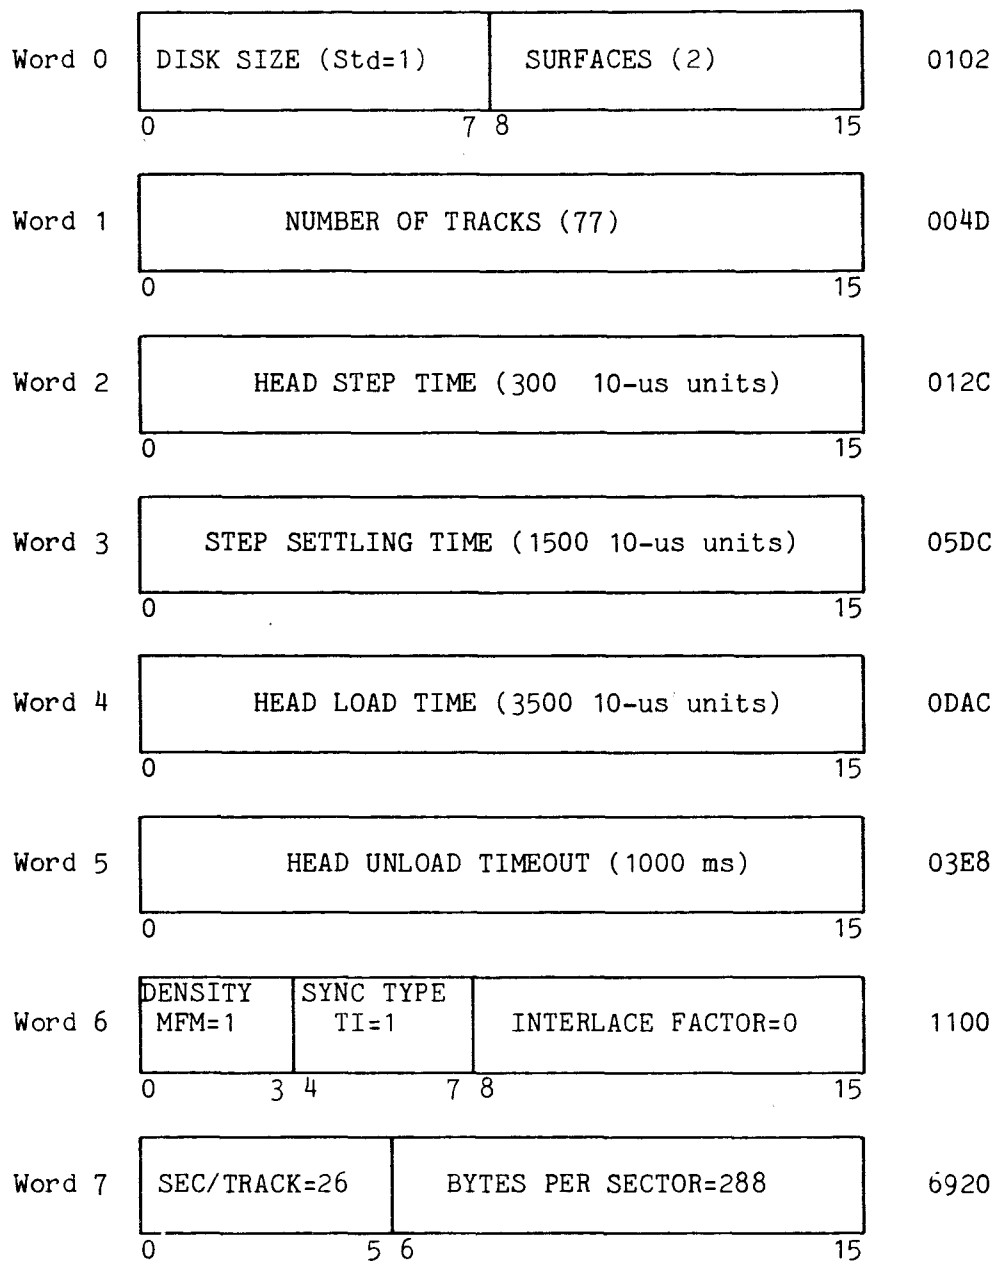 Word 0 DISK SIZE (Std=1) SURFACES (2) 0102
0 7 8 15
Word 1 NUMBER OF TRACKS (77) 004D
0 15
Word 2 HEAD STEP TIME (300 10-us units) 012C
0 15
Word 3 STEP SETTLING TIME (1500 10-us units) 05DC
0 15
Word 4 HEAD LOAD TIME (3500 10-us units) 0DAC
0 15
Word 5 HEAD UNLOAD TIMEOUT (1000 ms) 03E8
0 15
DENSITY SYNC TYPE
Word 6 MFM=1 TI=1 INTERLACE FACTOR=0 1100
0 3 4 7 8 15
Word 7 SEC/TRACK=26 BYTES PER SECTOR=288 6920
0 5 6 15